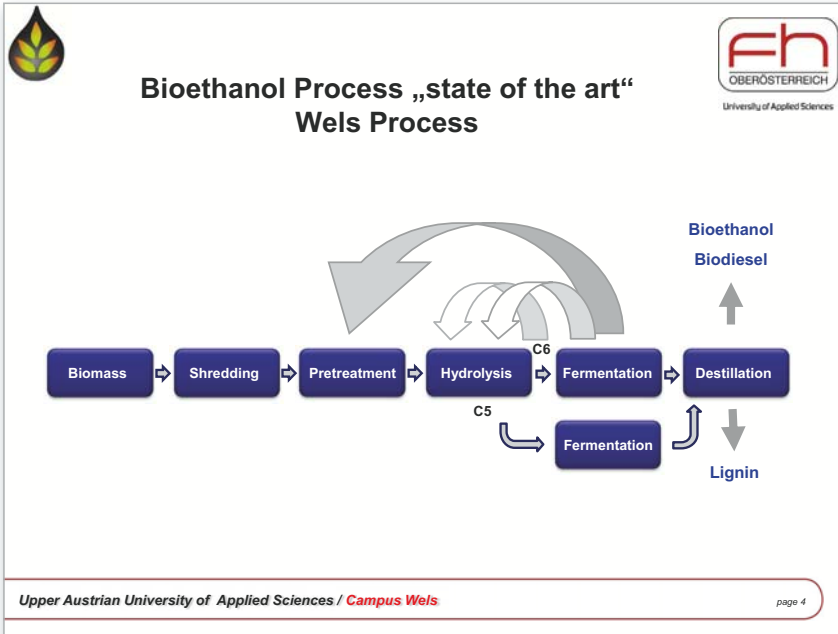 fh
OBERÖSTERREICH
University of Applied Sciences
Bioethanol Process „state of the art“
Wels Process
Bioethanol
Biodiesel
C6
Biomass
Shredding
Pretreatment
Hydrolysis
Fermentation
Destillation
C5
Fermentation
Lignin
Upper Austrian University of Applied Sciences / Campus Wels
page 4